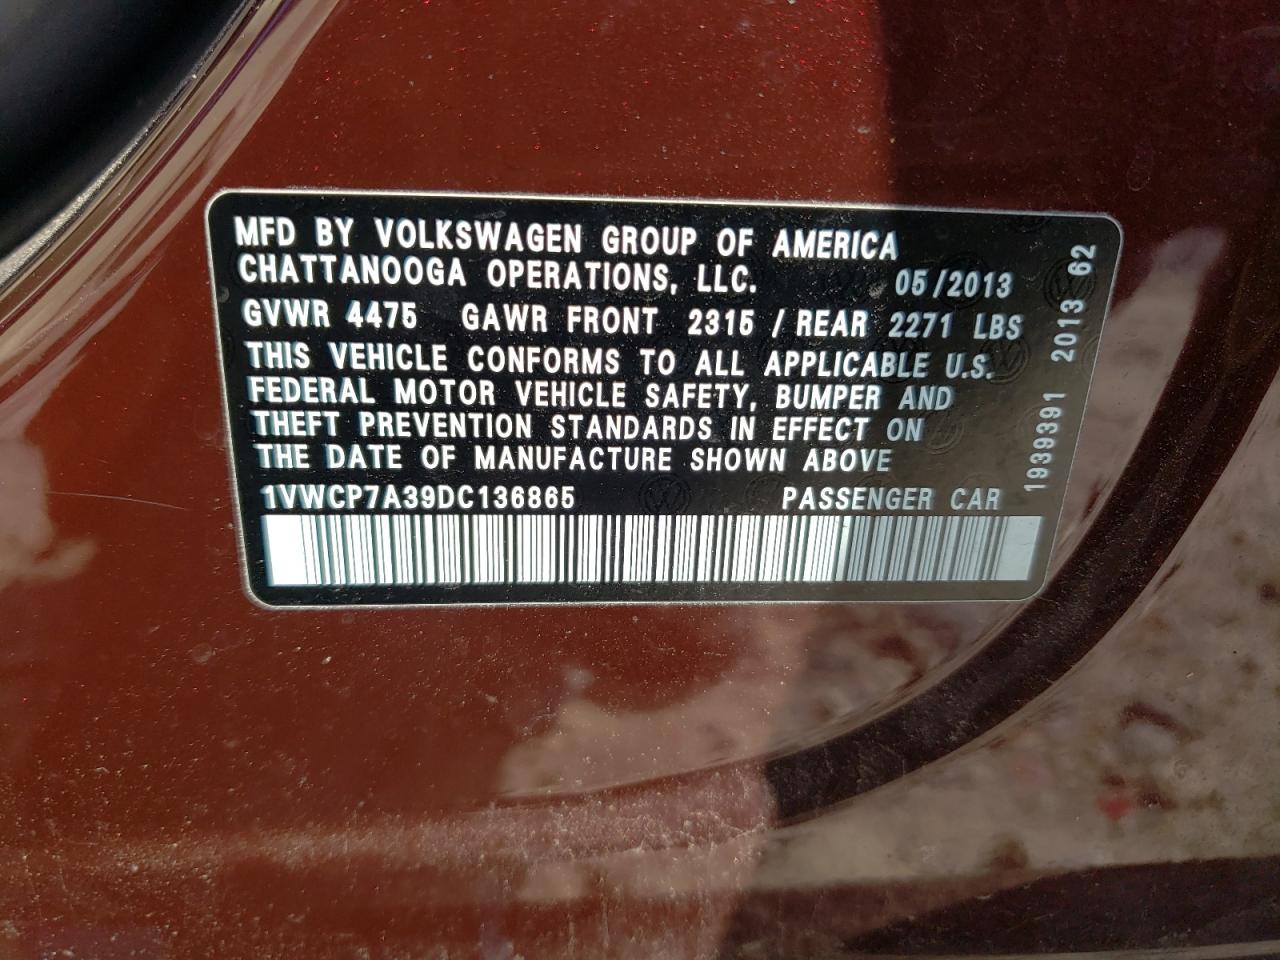 MFD BY VOLKSWAGEN GROUP OF AMERICA
CHATTANOOGA OPERATIONS, LLC. 05/2013
GVWR 4475 GAWR FRONT 2315 / REAR 2271 LBS
THIS VEHICLE CONFORMS TO ALL APPLICABLE U.S.
FEDERAL MOTOR VEHICLE SAFETY, BUMPER AND
THEFT PREVENTION STANDARDS IN EFFECT ON
THE DATE OF MANUFACTURE SHOWN ABOVE
1VWCP7A39DC136865 PASSENGER CAR
1939391 2013 62